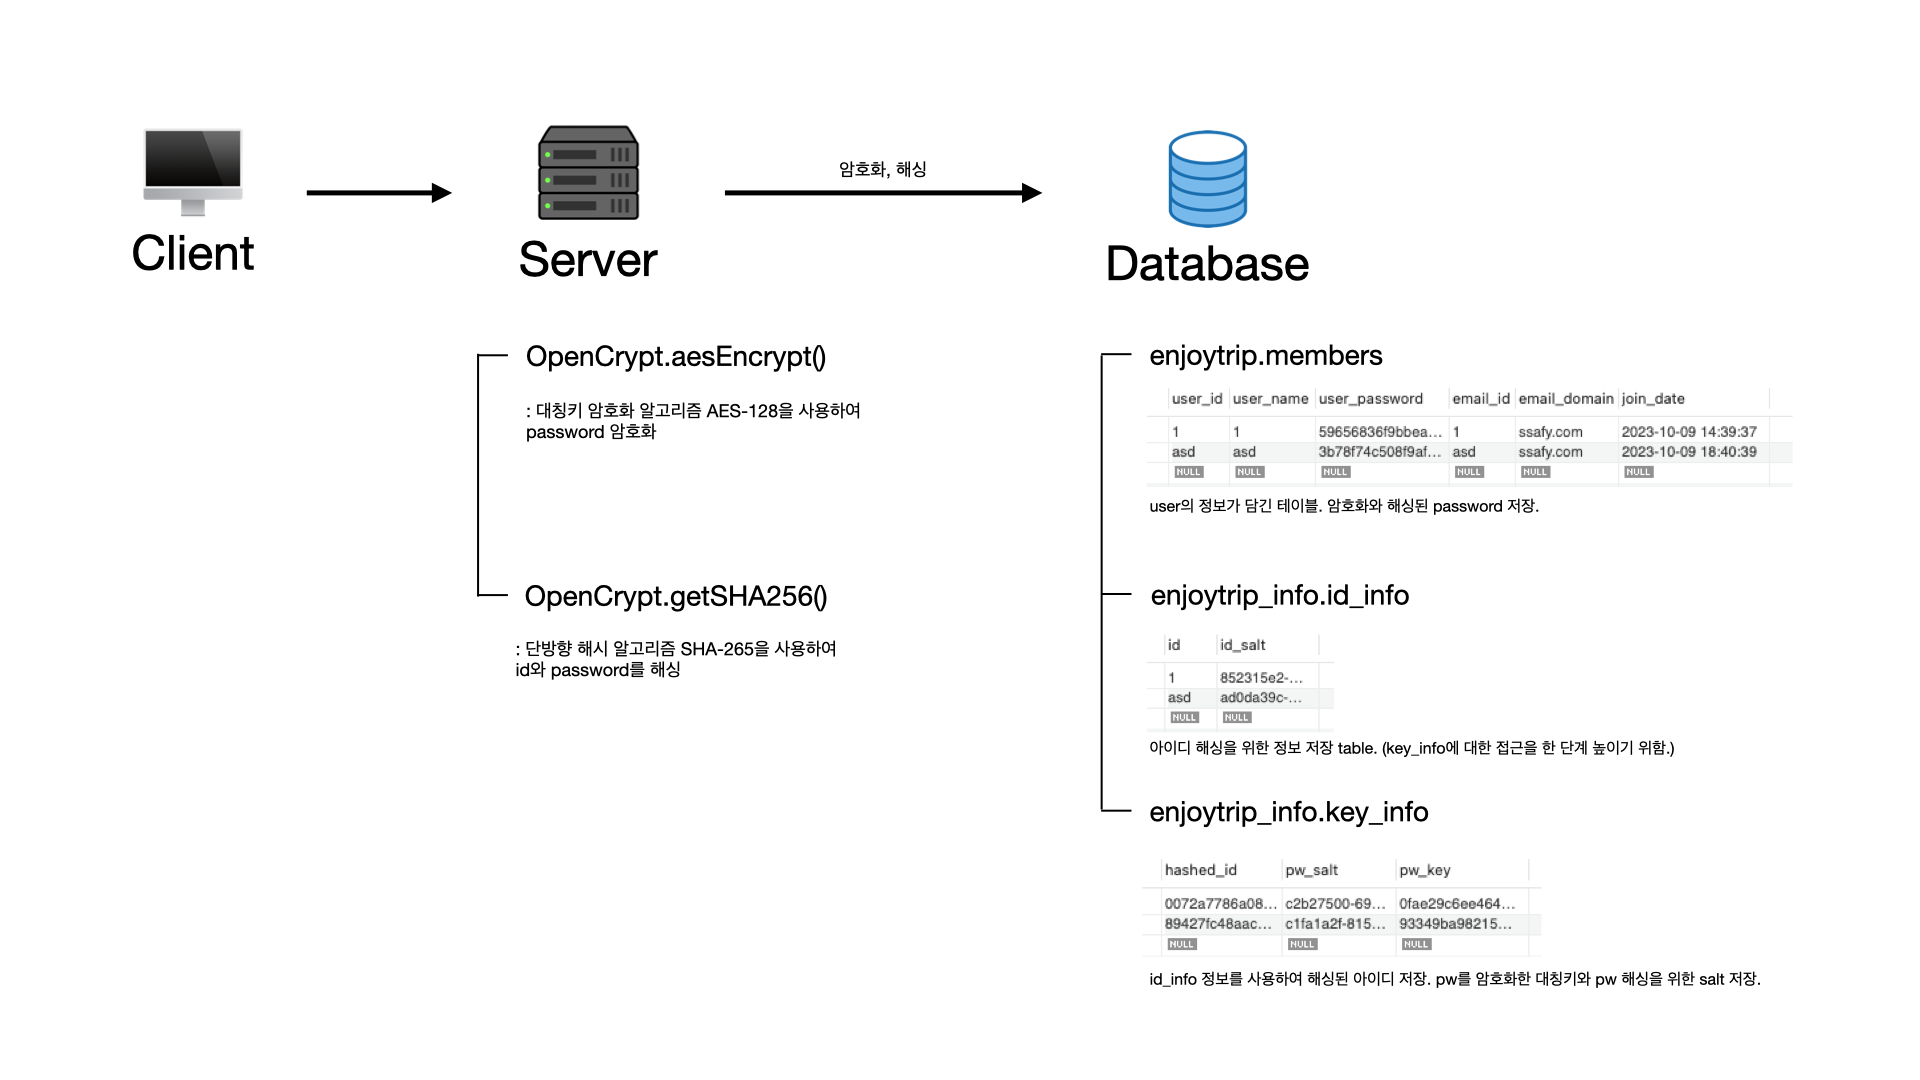 암호화, 해싱
Client
Server
Database
OpenCrypt.aesEncrypt()
: 대칭키 암호화 알고리즘 AES-128을 사용하여
password 암호화
OpenCrypt.getSHA256()
: 단방향 해시 알고리즘 SHA-265을 사용하여
id와 password를 해싱
enjoytrip.members
user_id user_name user_password email_id email_domain join_date
1 1 59656836f9bbea... 1 ssafy.com 2023-10-09 14:39:37
asd asd 3b78f74c508f9af... asd ssafy.com 2023-10-09 18:40:39
NULL NULL NULL NULL NULL NULL
user의 정보가 담긴 테이블. 암호화와 해싱된 password 저장.
enjoytrip_info.id_info
id id_salt
1 852315e2-...
asd ad0da39c-...
NULL NULL
아이디 해싱을 위한 정보 저장 table. (key_info에 대한 접근을 한 단계 높이기 위함.)
enjoytrip_info.key_info
hashed_id pw_salt pw_key
0072a7786a08... c2b27500-69... 0fae29c6ee464...
89427fc48aac... c1fa1a2f-815... 93349ba98215...
NULL NULL NULL
id_info 정보를 사용하여 해싱된 아이디 저장. pw를 암호화한 대칭키와 pw 해싱을 위한 salt 저장.